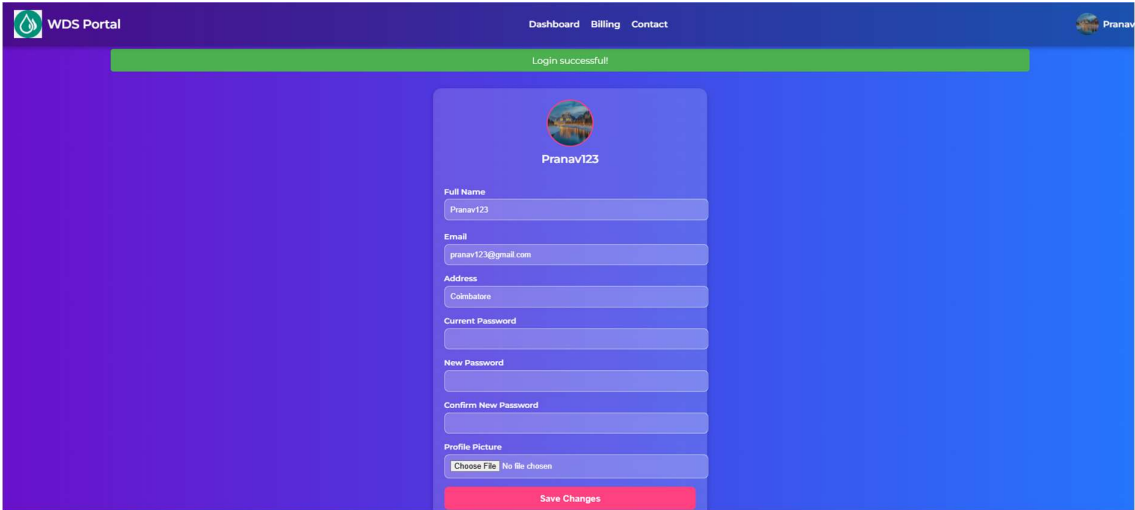 WDS Portal
Dashboard Billing Contact
Pranav
Login successful!
Pranav123
Full Name
Pranav123
Email
pranav123@gmail.com
Address
Coimbatore
Current Password
New Password
Confirm New Password
Profile Picture
Choose File No file chosen
Save Changes